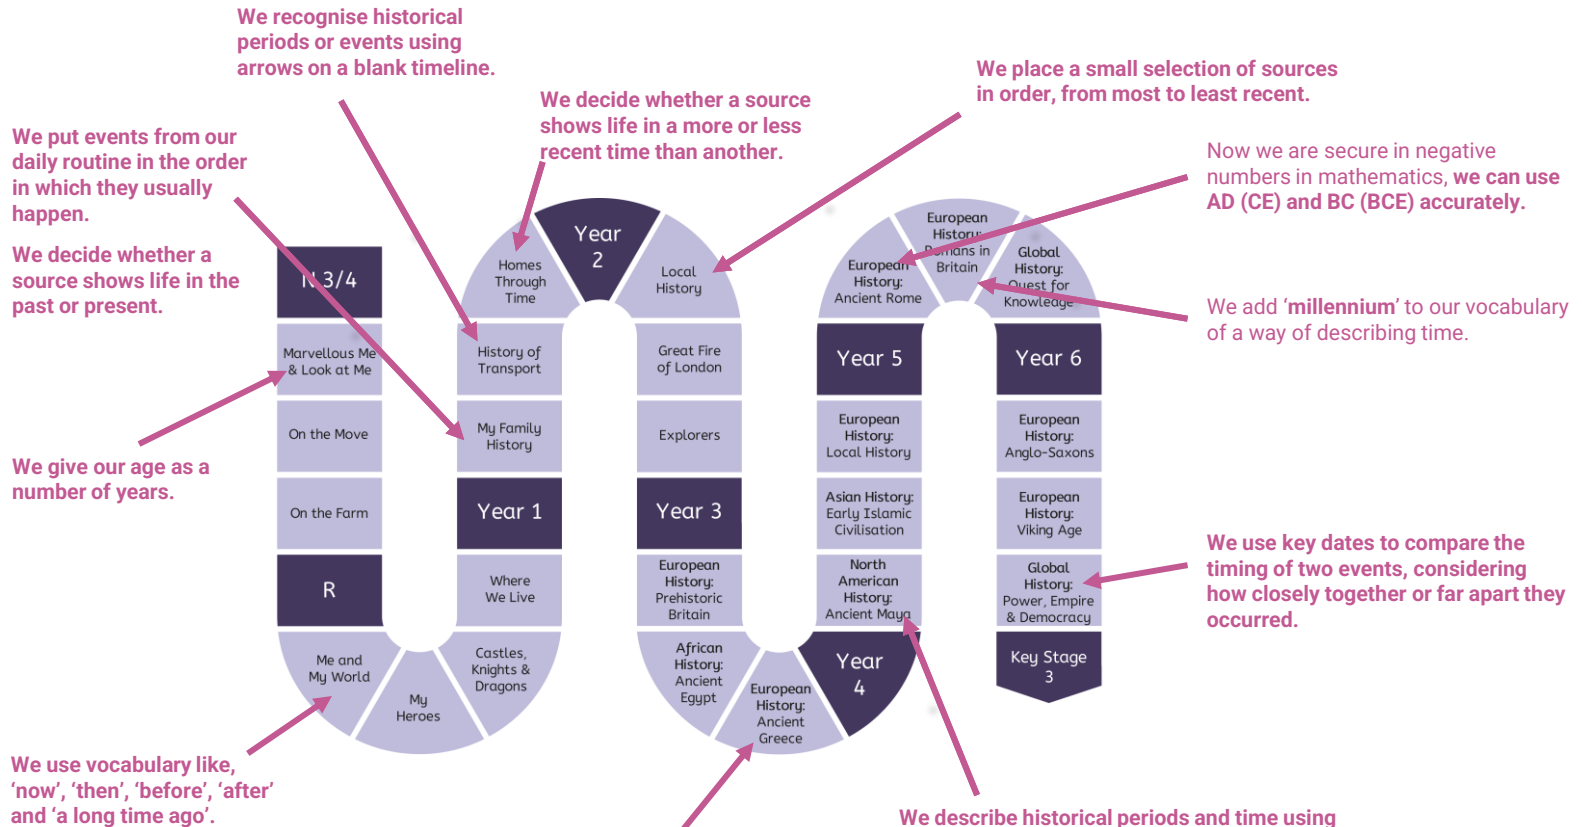 We recognise historical
periods or events using
arrows on a blank timeline.
We decide whether a source
shows life in a more or less
recent time than another.
We place a small selection of sources
in order, from most to least recent.
We put events from our
daily routine in the order
in which they usually
happen.
We decide whether a
source shows life in the
past or present.
Now we are secure in negative
numbers in mathematics, we can use
AD (CE) and BC (BCE) accurately.
We add ‘millennium’ to our vocabulary
of a way of describing time.
We give our age as a
number of years.
We use key dates to compare the
timing of two events, considering
how closely together or far apart they
occurred.
We use vocabulary like,
‘now’, ‘then’, ‘before’, ‘after’
and ‘a long time ago’.
We describe historical periods and time using
N 3/4
Marvellous Me
& Look at Me
On the Move
On the Farm
R
Me and
My World
My
Heroes
Castles,
Knights &
Dragons
Where
We Live
Year 1
My Family
History
History of
Transport
Homes
Through
Time
Year
2
Local
History
Great Fire
of London
Explorers
Year 3
European
History:
Prehistoric
Britain
African
History:
Ancient
Egypt
European
History:
Ancient
Greece
Year
4
North
American
History:
Ancient Maya
Asian History:
Early Islamic
Civilisation
European
History:
Local History
Year 5
European
History:
Ancient Rome
European
History:
Romans in
Britain
Global
History:
Quest for
Knowledge
Year 6
European
History:
Anglo-Saxons
European
History:
Viking Age
Global
History:
Power, Empire
& Democracy
Key Stage
3